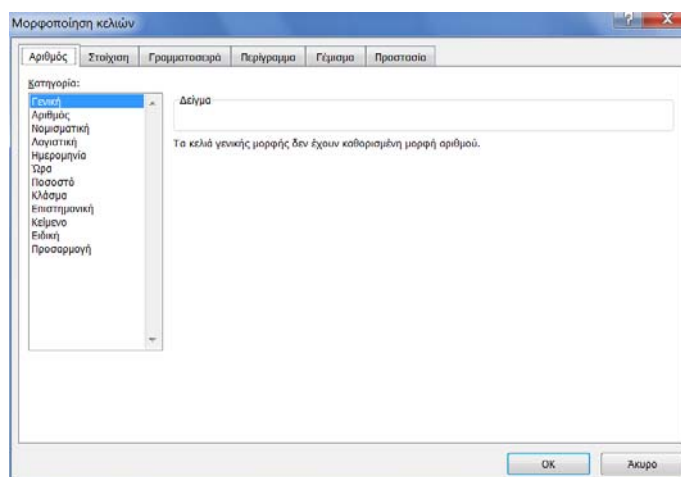 Μορφοποίηση κελιών
Αριθμός Στοίχιση Γραμματοσειρά Περίγραμμα Γέμισμα Προστασία
Κατηγορία:
Γενική
Αριθμός
Νομισματική
Λογιστική
Ημερομηνία
Ώρα
Ποσοστό
Κλάσμα
Επιστημονική
Κείμενο
Ειδική
Προσαρμογή
Δείγμα
Τα κελιά γενικής μορφής δεν έχουν καθορισμένη μορφή αριθμού.
OK Άκυρο